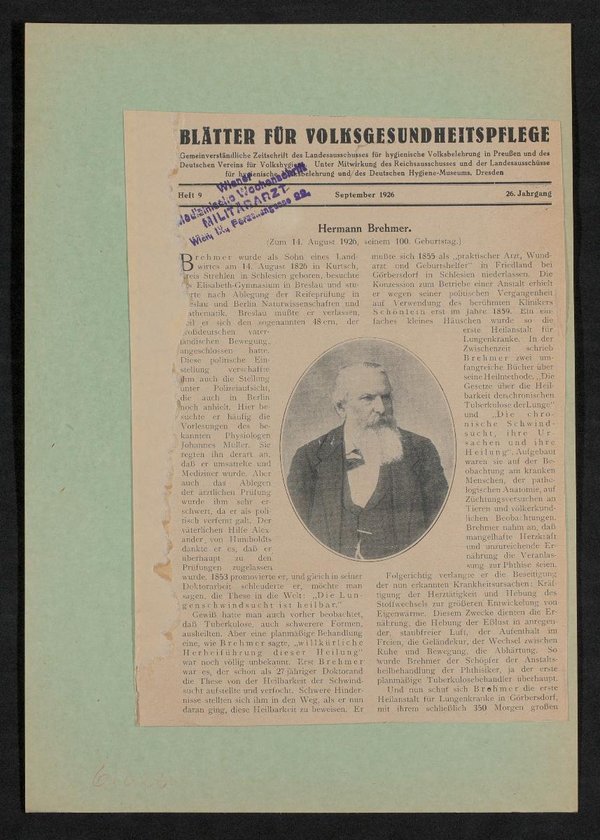 BLÄTTER FÜR VOLKSGESUNDHEITSPFLEGE
Gemeinverständliche Zeitschrift des Landesausschusses für hygienische Volksbelehrung in Preußen und des
Deutschen Vereins für Volkshygiene Unter Mitwirkung des Reichsausschusses und der Landesausschüsse
für hygienische Volksbelehrung und des Deutschen Hygiene-Museums, Dresden
Wiener
Medizinische Wochenschrift
MILITÄRARZT
Wien, IX.,
Heft 9 September 1926 26. Jahrgang
Hermann Brehmer.
(Zum 14. August 1926, seinem 100. Geburtstag.)
Brehmer wurde als Sohn eines Land-
wirtes am 14. August 1826 in Kurtsch,
Strehlen in Schlesien geboren, besuchte
Elisabeth-Gymnasium in Breslau und stu-
nach Ablegung der Reifeprüfung in
und Berlin Naturwissenschaften und
Breslau mußte er verlassen,
er sich den sogenannten 48ern, der
großdeutschen vater-
ländischen Bewegung,
angeschlossen hatte.
Diese politische Ein-
stellung verschaffte
ihm auch die Stellung
unter Polizeiaufsicht,
die auch in Berlin
noch anhielt. Hier be-
suchte er häufig die
Vorlesungen des be-
kannten Physiologen
Johannes Müller. Sie
regten ihn derart an,
daß er umsattelte und
Mediziner wurde. Aber
auch das Ablegen
der ärztlichen Prüfung
wurde ihm sehr er-
schwert, da er als poli-
tisch verfemt galt. Der
väterlichen Hilfe Alex-
ander von Humboldts
dankte er es, daß er
überhaupt zu den
Prüfungen zugelassen
wurde. 1853 promovierte er, und gleich in seiner
Doktorarbeit schleuderte er, möchte man
sagen, die These in die Welt: „Die Lun-
genschwindsucht ist heilbar.“
Gewiß hatte man auch vorher beobachtet,
daß Tuberkulose, auch schwerere Formen,
ausheilten. Aber eine planmäßige Behandlung
eine, wie Brehmer sagte, „willkürliche
Herbeiführung dieser Heilung“
war noch völlig unbekannt. Erst Brehmer
war es, der schon als 27 jähriger Doktorand
die These von der Heilbarkeit der Schwind-
sucht aufstellte und verfocht. Schwere Hinder-
nisse stellten sich ihm in den Weg, als er nun
daran ging, diese Heilbarkeit zu beweisen. Er
mußte sich 1855 als „praktischer Arzt, Wund-
arzt und Geburtshelfer“ in Friedland bei
Görbersdorf in Schlesien niederlassen. Die
Konzession zum Betriebe einer Anstalt erhielt
er wegen seiner politischen Vergangenheit
auf Verwendung des berühmten Klinikers
Schönlein erst im Jahre 1859. Ein ein-
faches kleines Häuschen wurde so die
erste Heilanstalt für
Lungenkranke. In der
Zwischenzeit schrieb
Brehmer zwei um-
fangreiche Bücher über
seine Heilmethode. „Die
Gesetze über die Heil-
barkeit der chronischen
Tuberkulose der Lunge“
und „Die chro-
nische Schwind-
sucht, ihre Ur-
sachen und ihre
Heilung“. Aufgebaut
waren sie auf der Be-
obachtung am kranken
Menschen, der patho-
logischen Anatomie, auf
Züchtungsversuchen an
Tieren und völkerkund-
lichen Beobachtungen.
Brehmer nahm an, daß
mangelhafte Herzkraft
und unzureichende Er-
nährung die Veranlas-
sung zur Phthise seien.
Folgerichtig verlangte er die Beseitigung
der nun erkannten Krankheitsursachen: Kräf-
tigung der Herztätigkeit und Hebung des
Stoffwechsels zur größeren Entwickelung von
Eigenwärme. Diesem Zwecke dienten die Er-
nährung, die Hebung der Eßlust in anregen-
der, staubfreier Luft, der Aufenthalt im
Freien, die Geländekur, der Wechsel zwischen
Ruhe und Bewegung, die Abhärtung. So
wurde Brehmer der Schöpfer der Anstalts-
heilbehandlung der Phthisiker, ja der erste
planmäßige Tuberkulosebehandler überhaupt.
Und nun schuf sich Brehmer die erste
Heilanstalt für Lungenkranke in Görbersdorf,
mit ihrem schließlich 350 Morgen großen